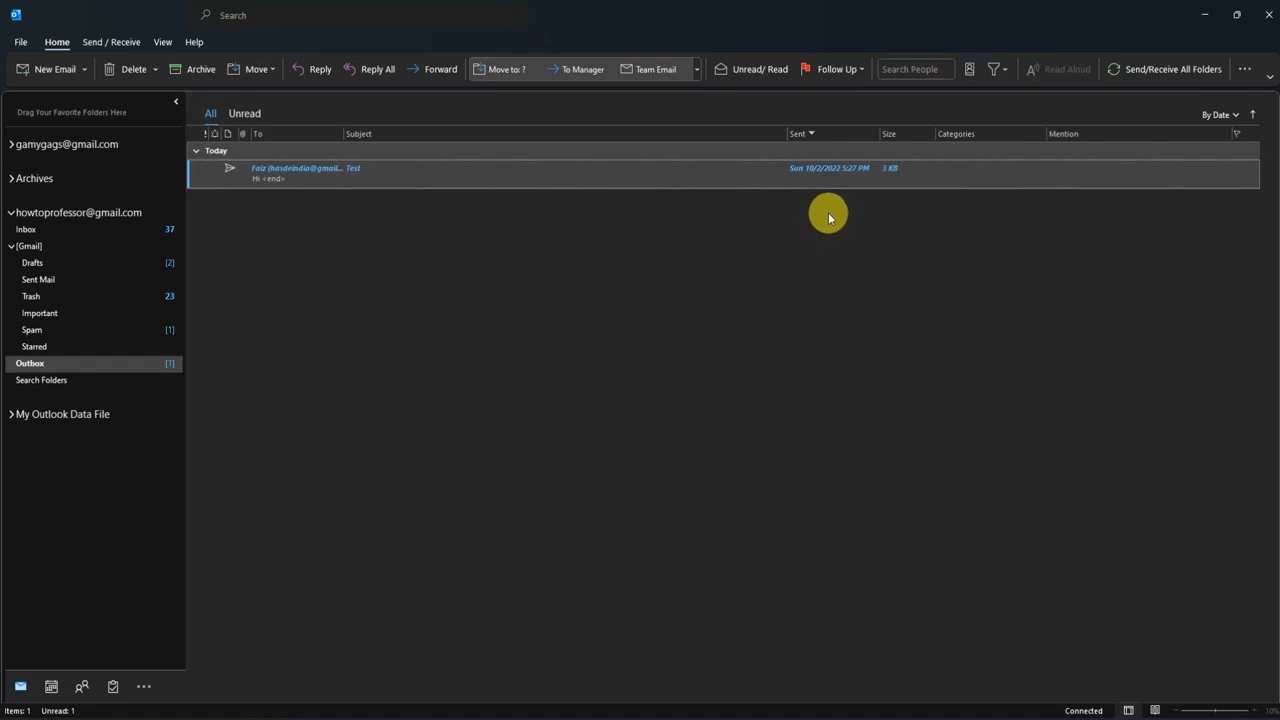 Search
File Home Send / Receive View Help
New Email Delete Archive Move Reply Reply All Forward Move to: ? To Manager Team Email Unread/ Read Follow Up Search People Read Aloud Send/Receive All Folders
Drag Your Favorite Folders Here
All Unread
By Date
! To Subject Sent Size Categories Mention
gamygags@gmail.com
Today
Faiz (hasdeindia@gmail... Test Sun 10/2/2022 5:27 PM 3 KB
Hi <end>
Archives
howtoprofessor@gmail.com
Inbox 37
[Gmail]
Drafts [2]
Sent Mail
Trash 23
Important
Spam [1]
Starred
Outbox [1]
Search Folders
My Outlook Data File
Items: 1 Unread: 1 Connected